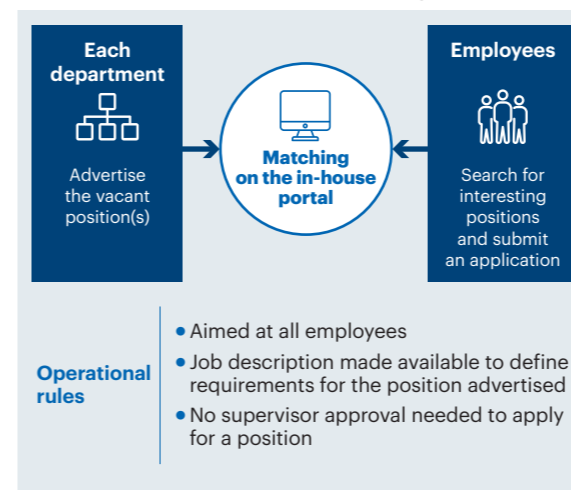 Each
department
Advertise
the vacant
position(s)
Matching
on the in-house
portal
Employees
Search for
interesting
positions
and submit
an application
Operational
rules
• Aimed at all employees
• Job description made available to define
requirements for the position advertised
• No supervisor approval needed to apply
for a position